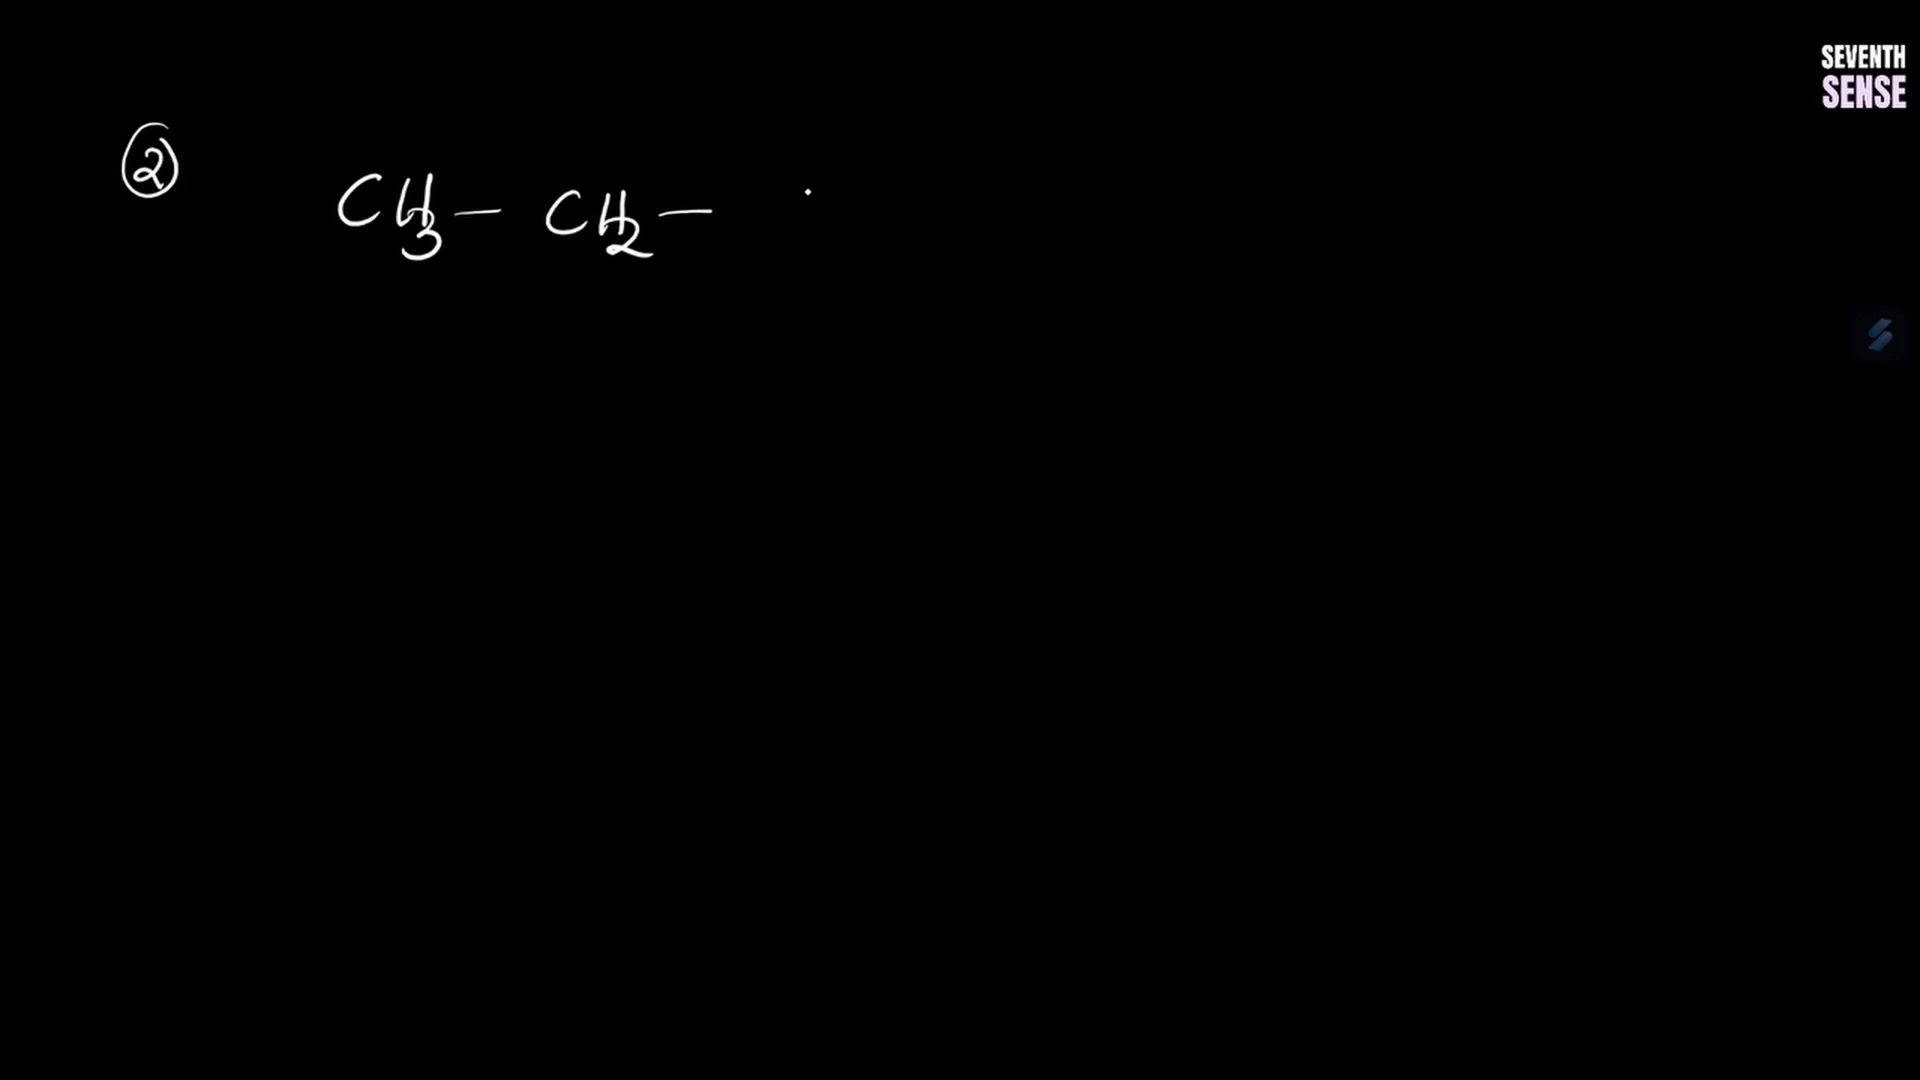 SEVENTH
SENSE
② CH₃ — CH₂ —